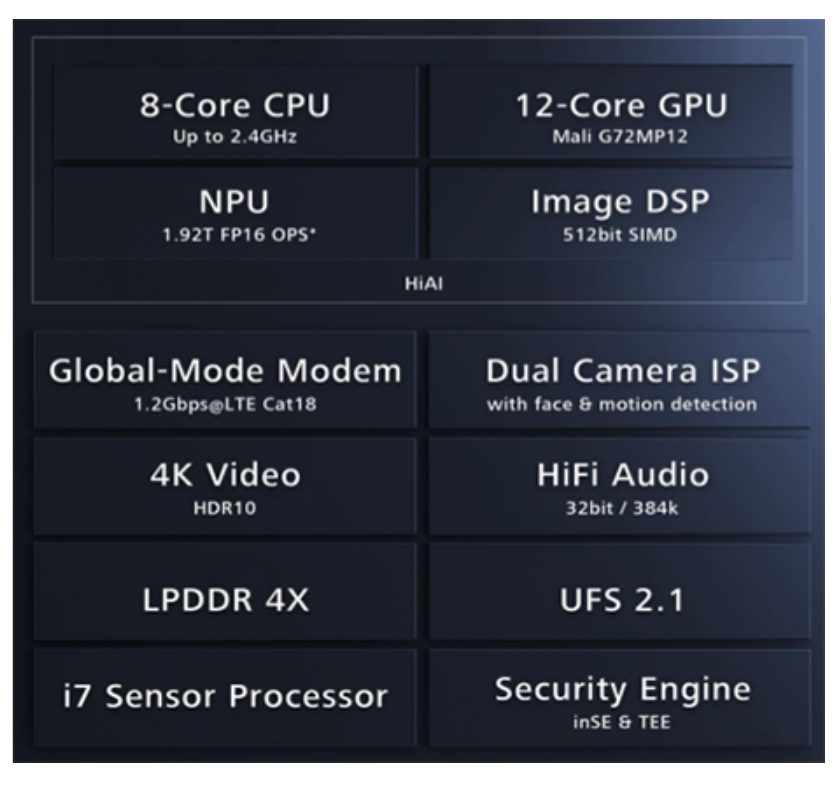 8-Core CPU
Up to 2.4GHz
12-Core GPU
Mali G72MP12
NPU
1.92T FP16 OPS*
Image DSP
512bit SIMD
HiAI
Global-Mode Modem
1.2Gbps@LTE Cat18
Dual Camera ISP
with face & motion detection
4K Video
HDR10
HiFi Audio
32bit / 384k
LPDDR 4X
UFS 2.1
i7 Sensor Processor
Security Engine
inSE & TEE